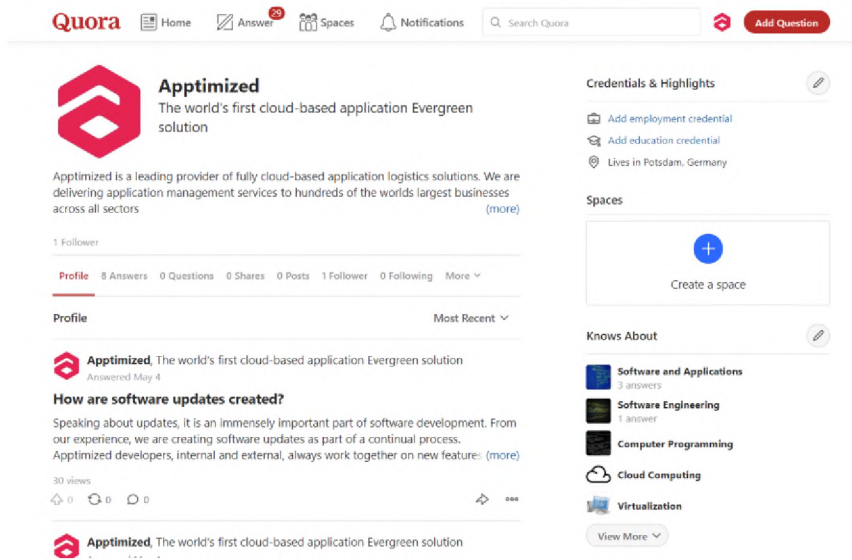 Quora Home Answer 29 Spaces Notifications Search Quora Add Question
Apptimized
The world's first cloud-based application Evergreen
solution
Apptimized is a leading provider of fully cloud-based application logistics solutions. We are
delivering application management services to hundreds of the worlds largest businesses
across all sectors (more)
1 Follower
Profile 8 Answers 0 Questions 0 Shares 0 Posts 1 Follower 0 Following More
Profile Most Recent
Apptimized, The world's first cloud-based application Evergreen solution
Answered May 4
How are software updates created?
Speaking about updates, it is an immensely important part of software development. From
our experience, we are creating software updates as part of a continual process.
Apptimized developers, internal and external, always work together on new features (more)
30 views
0 0 0
Apptimized, The world's first cloud-based application Evergreen solution
Credentials & Highlights
Add employment credential
Add education credential
Lives in Potsdam, Germany
Spaces
Create a space
Knows About
Software and Applications
3 answers
Software Engineering
1 answer
Computer Programming
Cloud Computing
Virtualization
View More